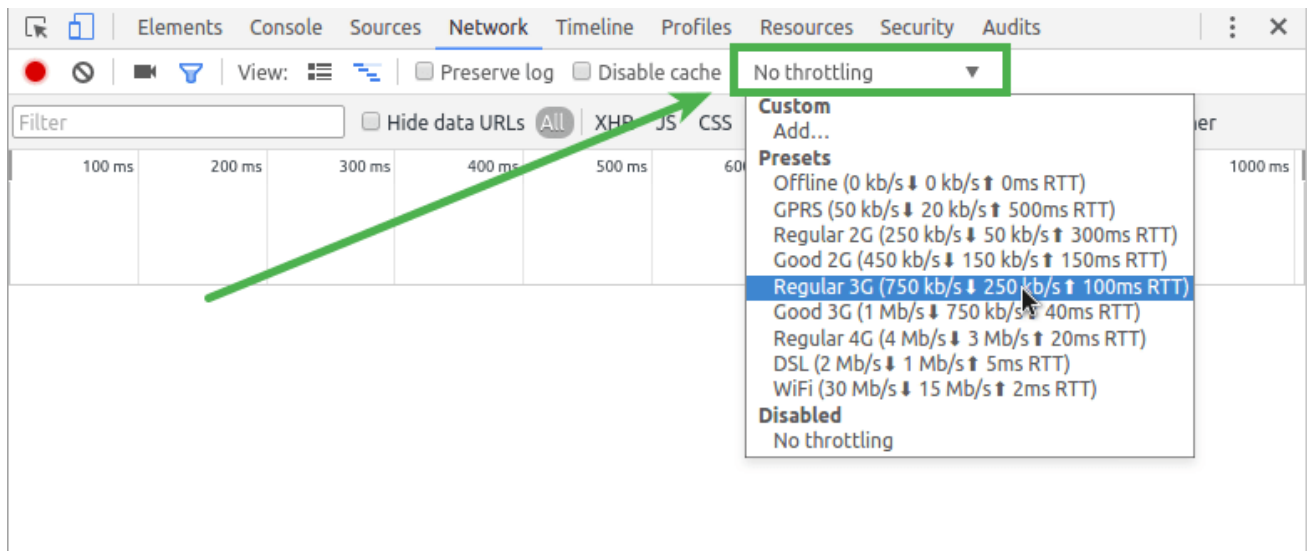 Elements Console Sources Network Timeline Profiles Resources Security Audits
View: Preserve log Disable cache No throttling
Filter Hide data URLs All XHR JS CSS
Custom
Add...
Presets
100 ms 200 ms 300 ms 400 ms 500 ms 1000 ms
Offline (0 kb/s⬇ 0 kb/s⬆ 0ms RTT)
GPRS (50 kb/s⬇ 20 kb/s⬆ 500ms RTT)
Regular 2G (250 kb/s⬇ 50 kb/s⬆ 300ms RTT)
Good 2G (450 kb/s⬇ 150 kb/s⬆ 150ms RTT)
Regular 3G (750 kb/s⬇ 250 kb/s⬆ 100ms RTT)
Good 3G (1 Mb/s⬇ 750 kb/s⬆ 40ms RTT)
Regular 4G (4 Mb/s⬇ 3 Mb/s⬆ 20ms RTT)
DSL (2 Mb/s⬇ 1 Mb/s⬆ 5ms RTT)
WiFi (30 Mb/s⬇ 15 Mb/s⬆ 2ms RTT)
Disabled
No throttling